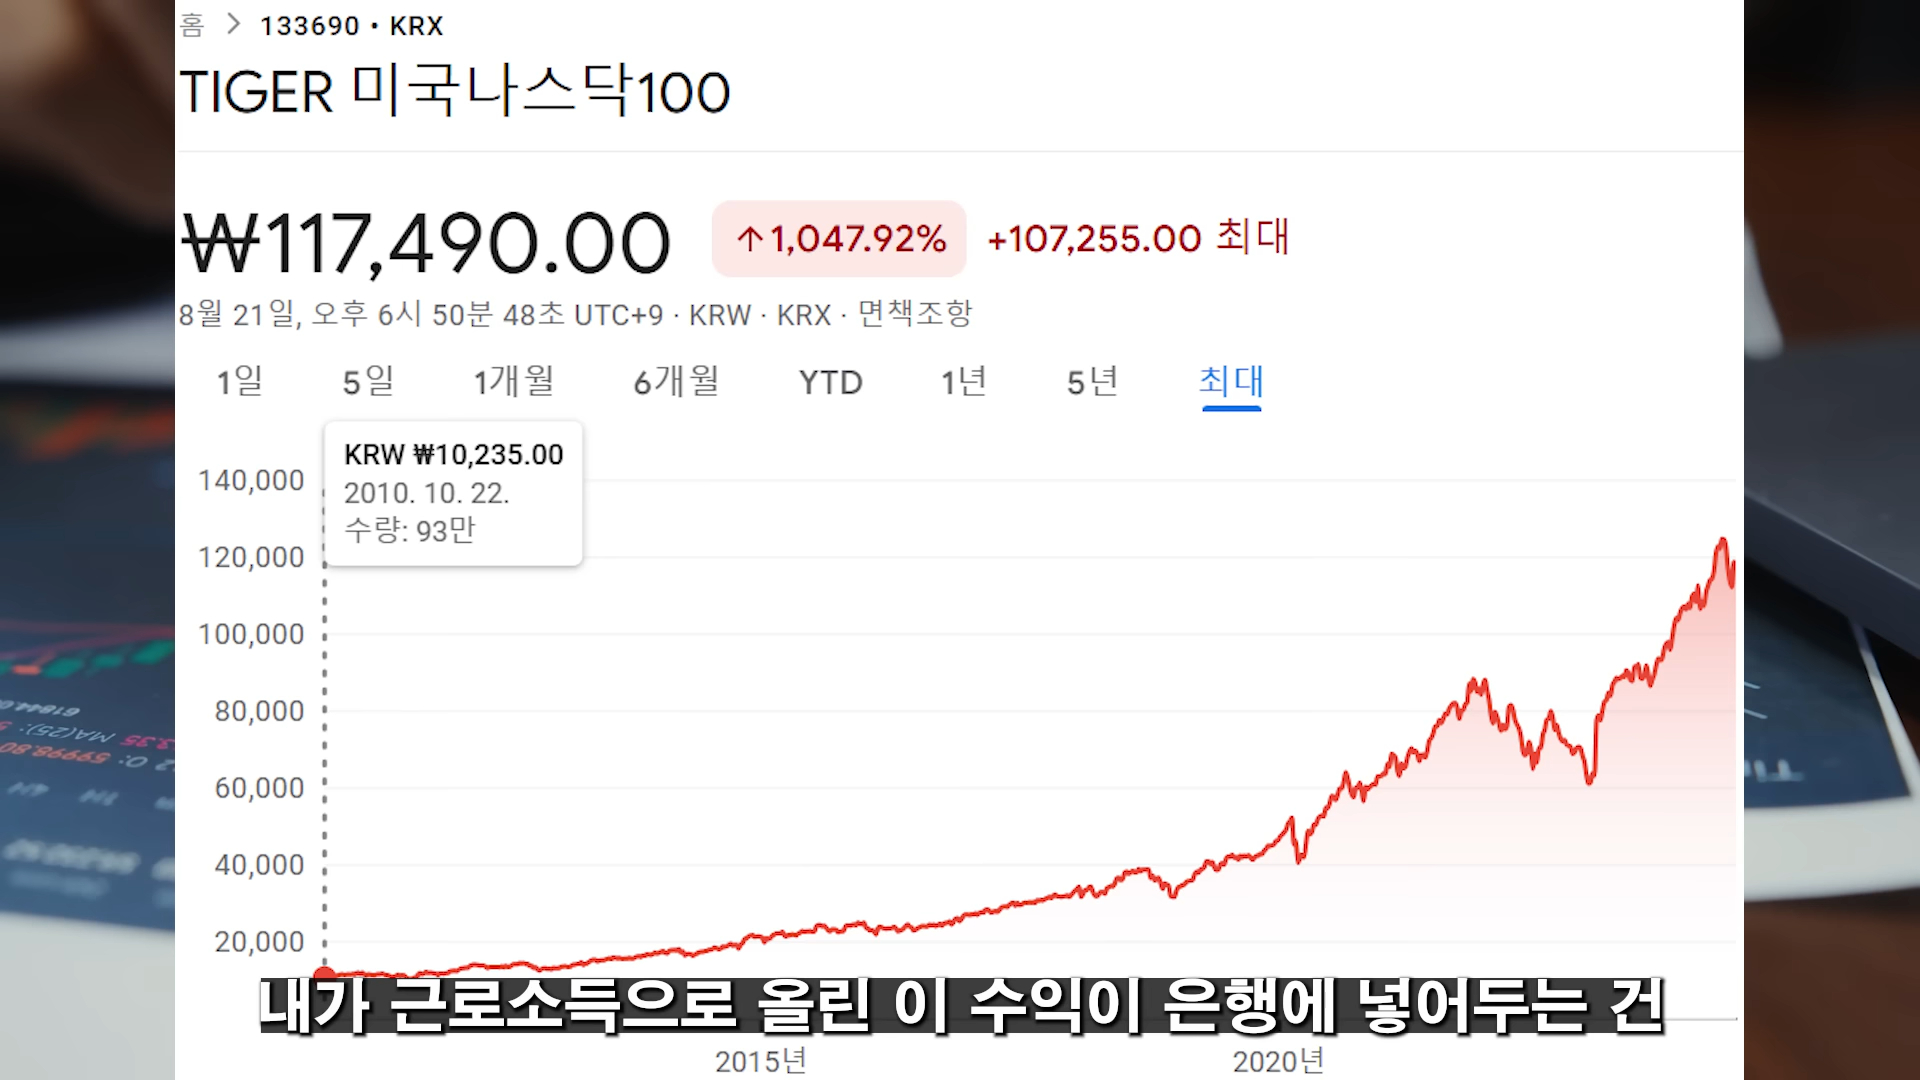 홈 > 133690 • KRX
TIGER 미국나스닥100
₩117,490.00 ↑1,047.92% +107,255.00 최대
8월 21일, 오후 6시 50분 48초 UTC+9 · KRW · KRX · 면책조항
1일 5일 1개월 6개월 YTD 1년 5년 최대
KRW ₩10,235.00
2010. 10. 22.
수량: 93만
140,000
120,000
100,000
80,000
60,000
40,000
20,000
내가 근로소득으로 올린 이 수익이 은행에 넣어두는 건
2015년 2020년